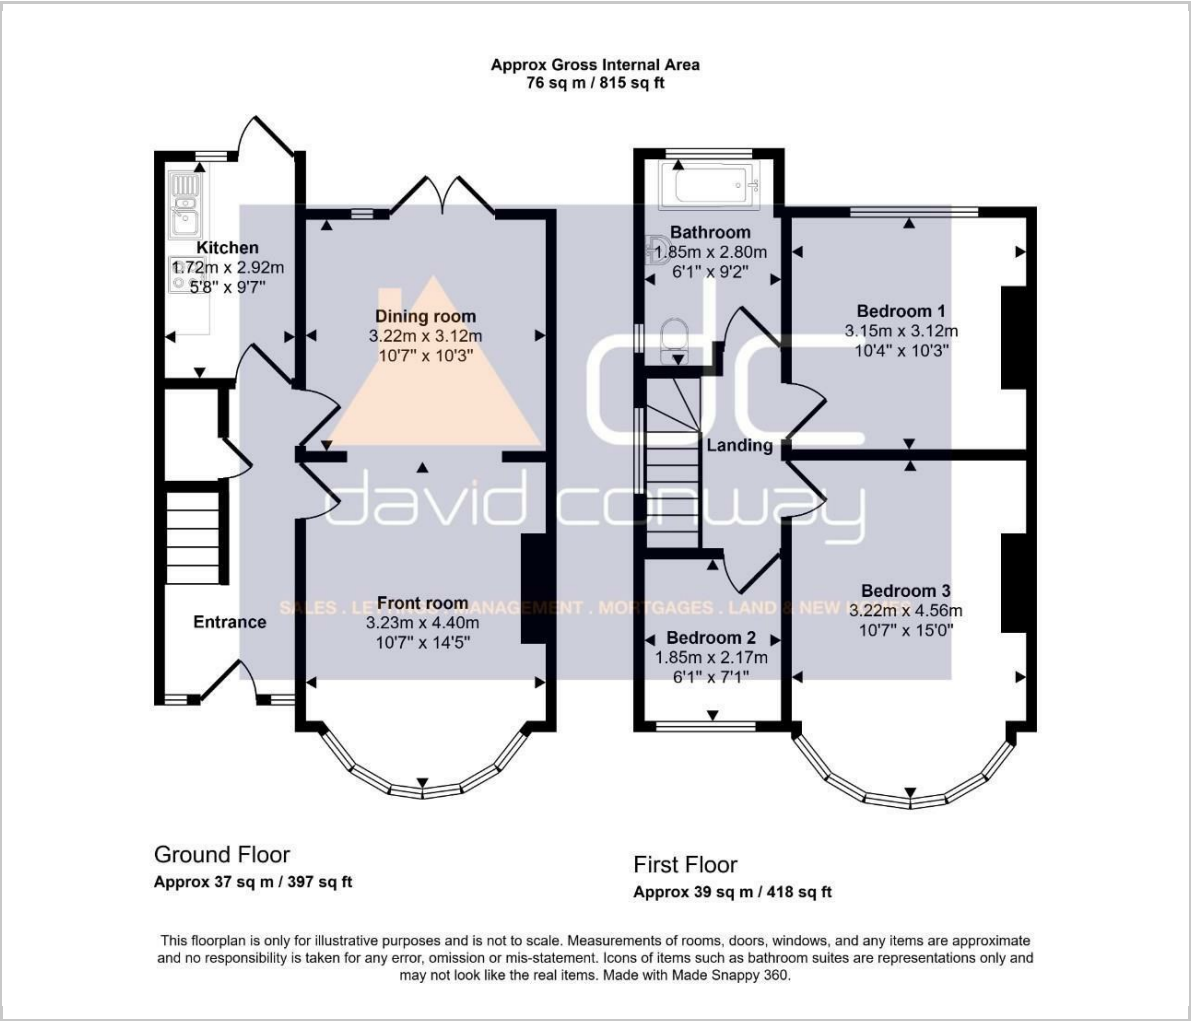 Approx Gross Internal Area
76 sq m / 815 sq ft
Kitchen
1.72m x 2.92m
5'8" x 9'7"
Dining room
3.22m x 3.12m
10'7" x 10'3"
Entrance
Front room
3.23m x 4.40m
10'7" x 14'5"
Bathroom
1.85m x 2.80m
6'1" x 9'2"
Bedroom 1
3.15m x 3.12m
10'4" x 10'3"
Landing
Bedroom 2
1.85m x 2.17m
6'1" x 7'1"
Bedroom 3
3.22m x 4.56m
10'7" x 15'0"
dc
david conway
SALES . MANAGEMENT . MORTGAGES . LAND & NEW
Ground Floor
Approx 37 sq m / 397 sq ft
First Floor
Approx 39 sq m / 418 sq ft
This floorplan is only for illustrative purposes and is not to scale. Measurements of rooms, doors, windows, and any items are approximate
and no responsibility is taken for any error, omission or mis-statement. Icons of items such as bathroom suites are representations only and
may not look like the real items. Made with Made Snappy 360.